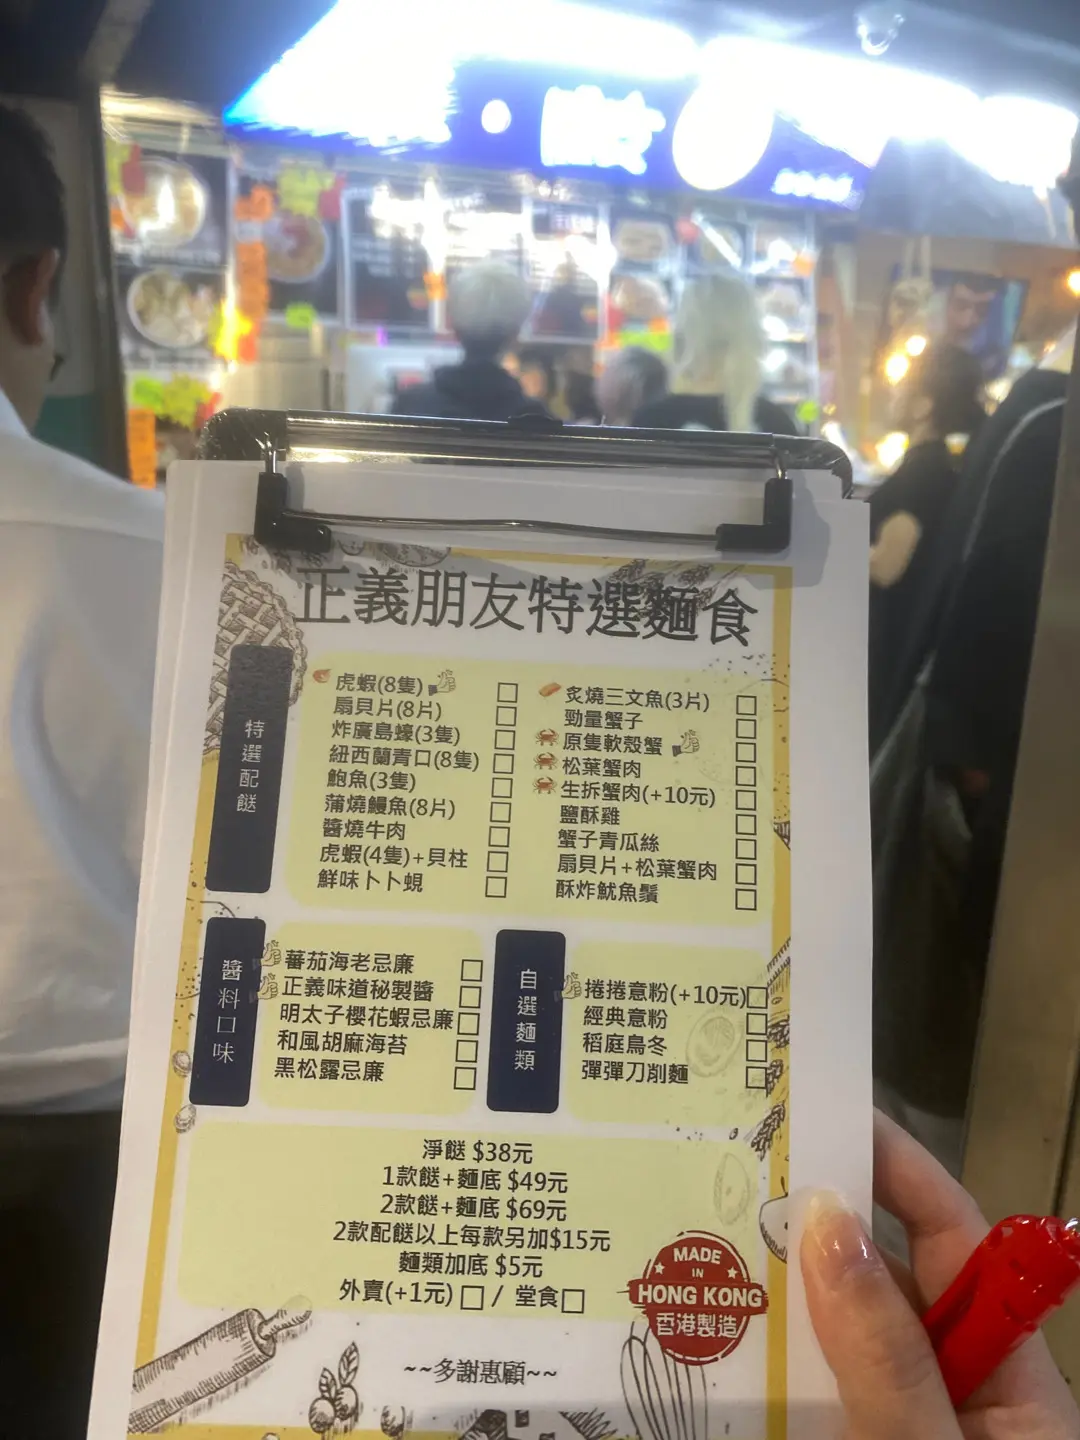 正義朋友特選麵食
特選配餸
虎蝦(8隻)
扇貝片(8片)
炸廣島蠔(3隻)
紐西蘭青口(8隻)
鮑魚(3隻)
蒲燒鰻魚(8片)
醬燒牛肉
虎蝦(4隻)+貝柱
鮮味卜卜蜆
炙燒三文魚(3片)
勁量蟹子
原隻軟殼蟹
松葉蟹肉
生拆蟹肉(+10元)
鹽酥雞
蟹子青瓜絲
扇貝片+松葉蟹肉
酥炸魷魚鬚
醬料口味
蕃茄海老忌廉
正義味道秘製醬
明太子櫻花蝦忌廉
和風胡麻海苔
黑松露忌廉
自選麵類
捲捲意粉(+10元)
經典意粉
稻庭烏冬
彈彈刀削麵
淨餸 $38元
1款餸+麵底 $49元
2款餸+麵底 $69元
2款配餸以上每款另加$15元
麵類加底 $5元
外賣(+1元) / 堂食
MADE
IN
HONG KONG
香港製造
~~多謝惠顧~~